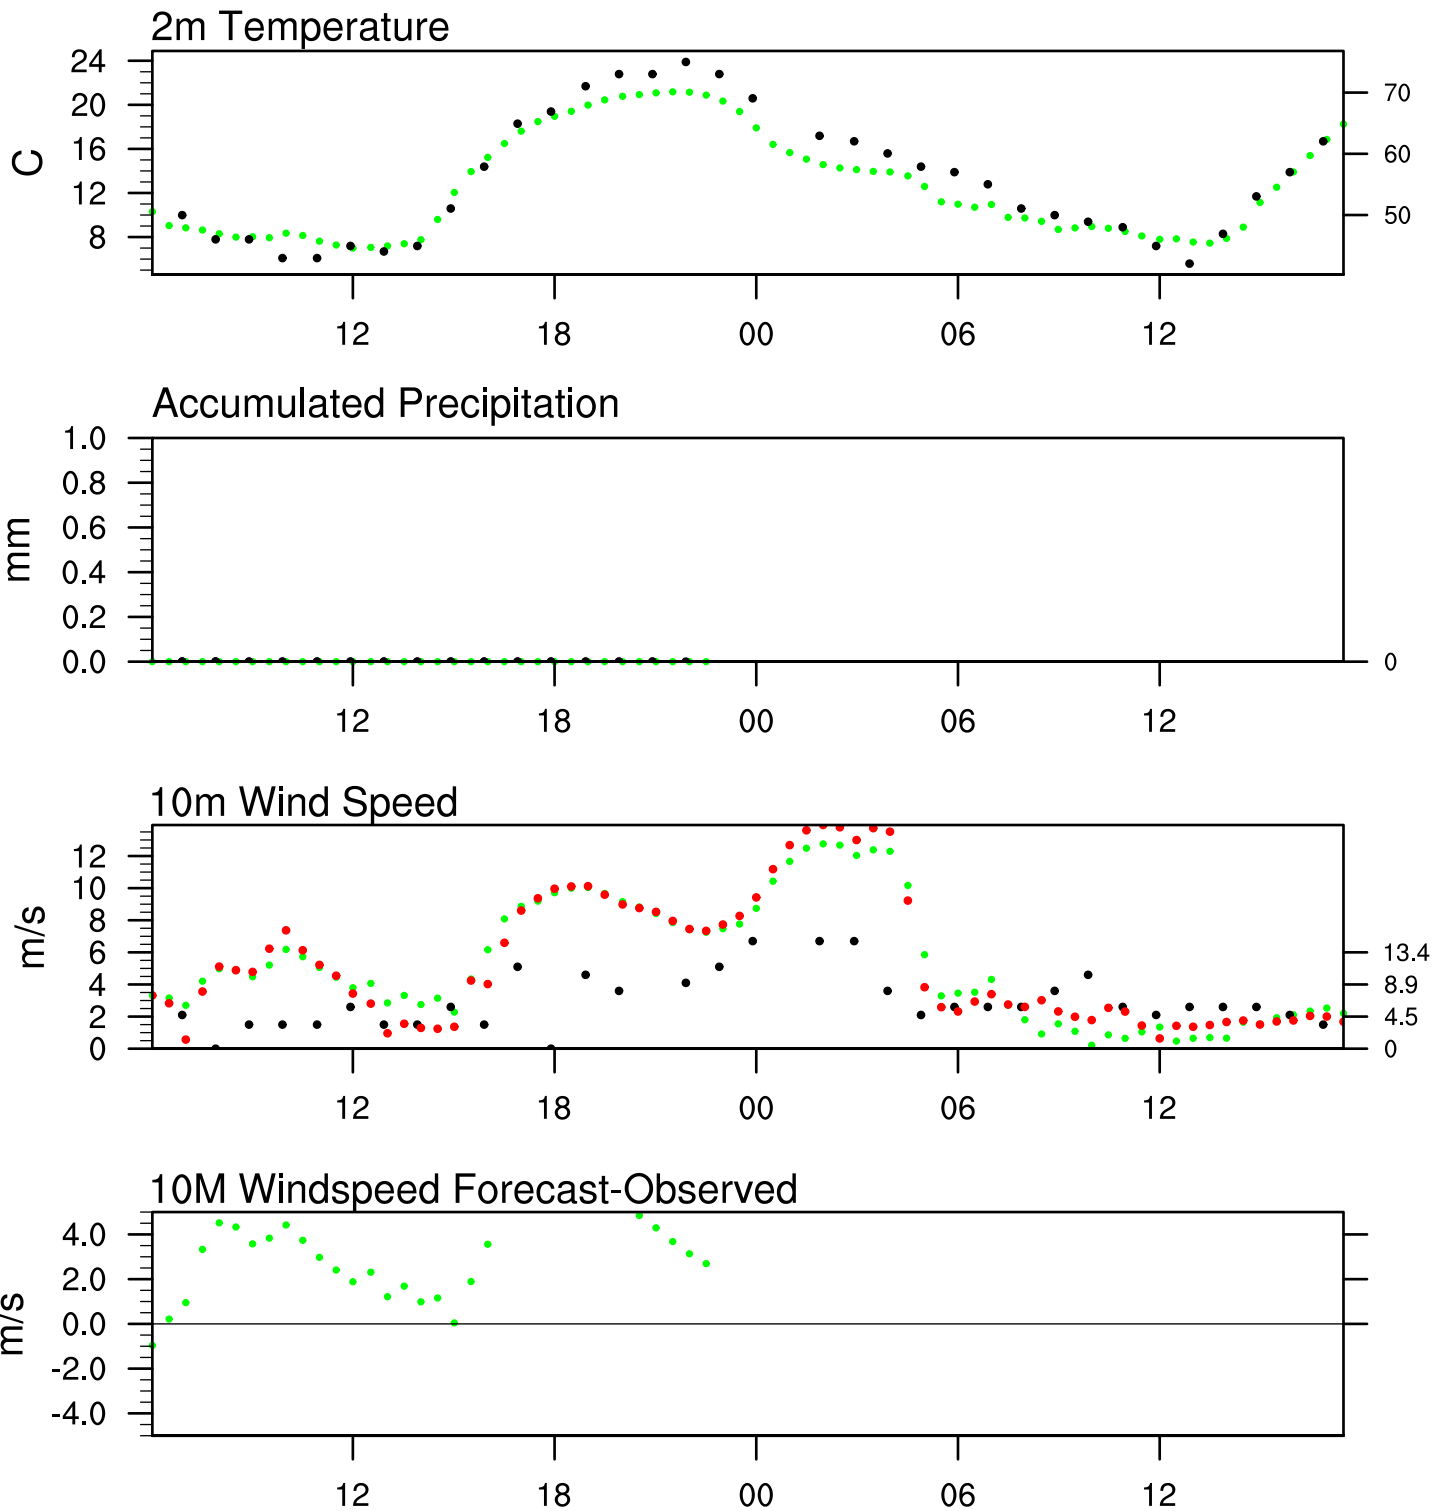 2m Temperature
24
20
16
12
8
C
70
60
50
12 18 00 06 12
Accumulated Precipitation
1.0
0.8
0.6
0.4
0.2
0.0
mm
0
12 18 00 06 12
10m Wind Speed
12
10
8
6
4
2
0
m/s
13.4
8.9
4.5
0
12 18 00 06 12
10M Windspeed Forecast-Observed
4.0
2.0
0.0
-2.0
-4.0
m/s
12 18 00 06 12